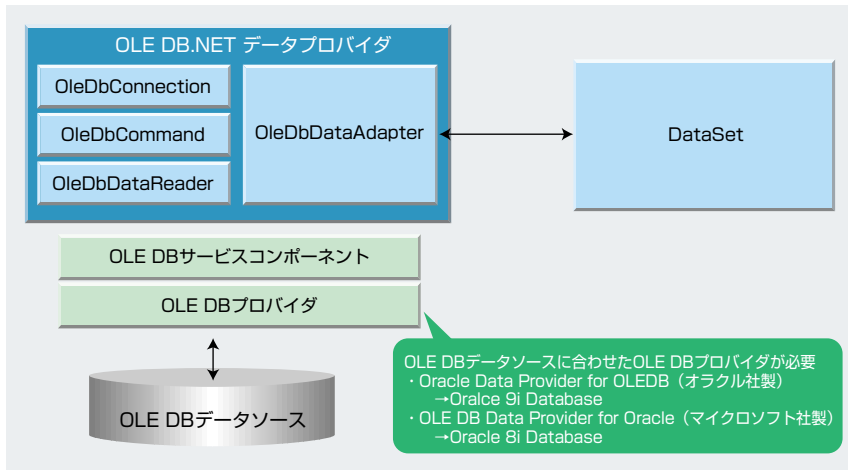 OLE DB.NET データプロバイダ
OleDbConnection
OleDbCommand
OleDbDataReader
OleDbDataAdapter
DataSet
OLE DBサービスコンポーネント
OLE DBプロバイダ
OLE DBデータソース
OLE DBデータソースに合わせたOLE DBプロバイダが必要
・Oracle Data Provider for OLEDB（オラクル社製）
→Oralce 9i Database
・OLE DB Data Provider for Oracle（マイクロソフト社製）
→Oracle 8i Database